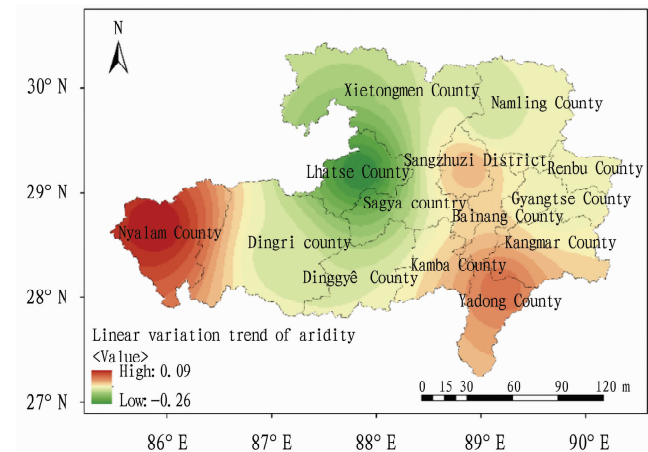 N
30° N
29° N
28° N
27° N
Xietongmen County
Namling County
Sangzhuzi District
Lhatse County
Renbu County
Sagya country
Gyangtse County
Bainang County
Nyalam County
Dingri county
Kangmar County
Kamba County
Dinggyê County
Yadong County
Linear variation trend of aridity
<Value>
High: 0.09
Low: -0.26
0 15 30 60 90 120 m
86° E 87° E 88° E 89° E 90° E